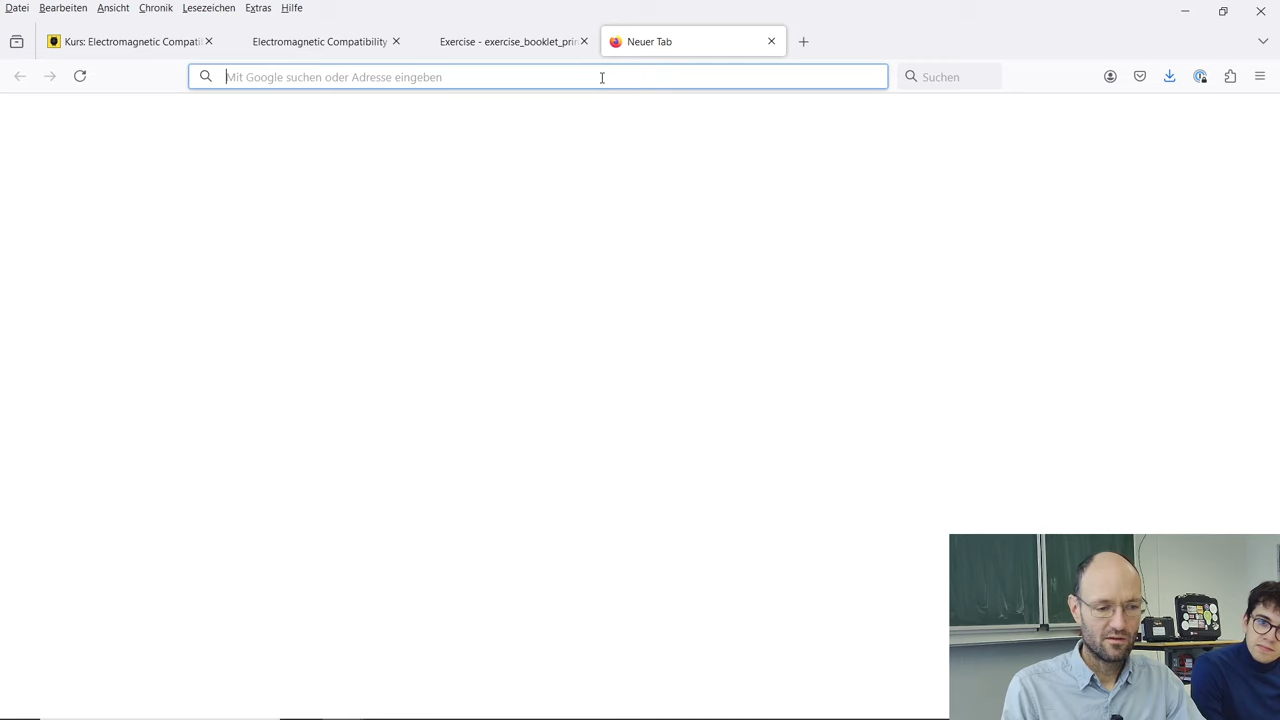 Datei Bearbeiten Ansicht Chronik Lesezeichen Extras Hilfe
Kurs: Electromagnetic Compati Electromagnetic Compatibility Exercise - exercise_booklet_prin Neuer Tab
Mit Google suchen oder Adresse eingeben Suchen